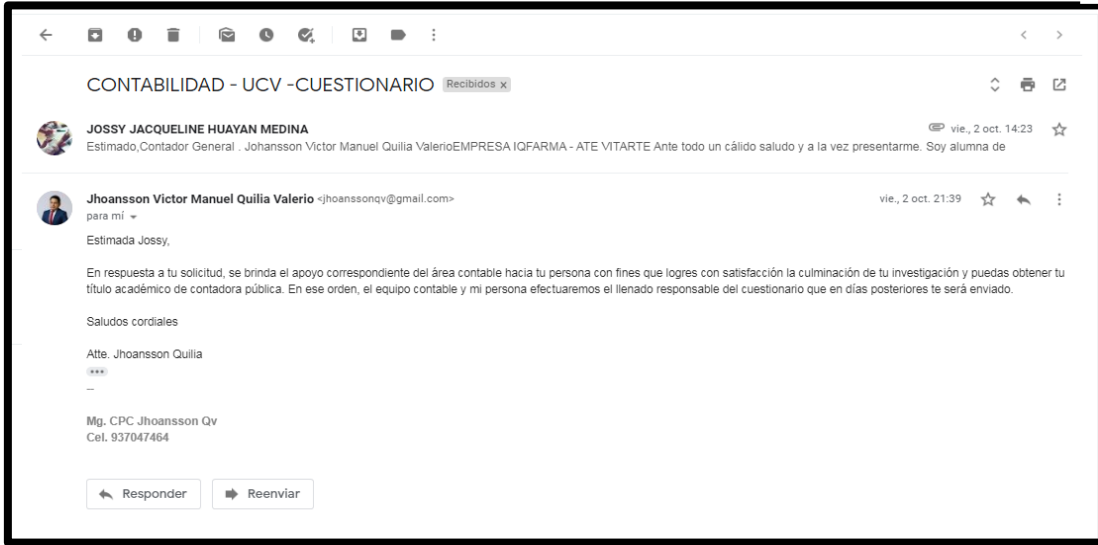 CONTABILIDAD - UCV -CUESTIONARIO Recibidos x
JOSSY JACQUELINE HUAYAN MEDINA vie., 2 oct. 14:23
Estimado,Contador General . Johansson Victor Manuel Quilia ValerioEMPRESA IQFARMA - ATE VITARTE Ante todo un cálido saludo y a la vez presentarme. Soy alumna de
Jhoansson Victor Manuel Quilia Valerio <jhoanssonqv@gmail.com> vie., 2 oct. 21:39
para mí
Estimada Jossy,
En respuesta a tu solicitud, se brinda el apoyo correspondiente del área contable hacia tu persona con fines que logres con satisfacción la culminación de tu investigación y puedas obtener tu
título académico de contadora pública. En ese orden, el equipo contable y mi persona efectuaremos el llenado responsable del cuestionario que en días posteriores te será enviado.
Saludos cordiales
Atte. Jhoansson Quilia
•••
--
Mg. CPC Jhoansson Qv
Cel. 937047464
Responder Reenviar